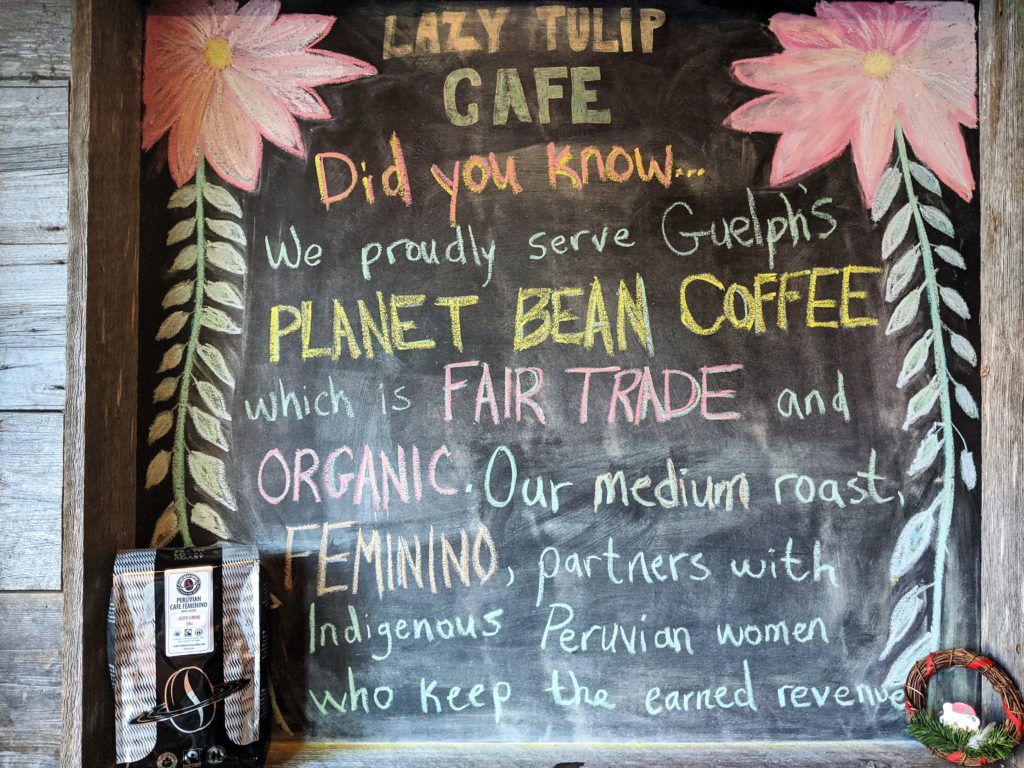 LAZY TULIP
CAFE
Did you know...
We proudly serve Guelph's
PLANET BEAN COFFEE
which is FAIR TRADE and
ORGANIC. Our medium roast,
FEMININO, partners with
Indigenous Peruvian women
who keep the earned revenue
PERUVIAN
CAFE FEMENINO